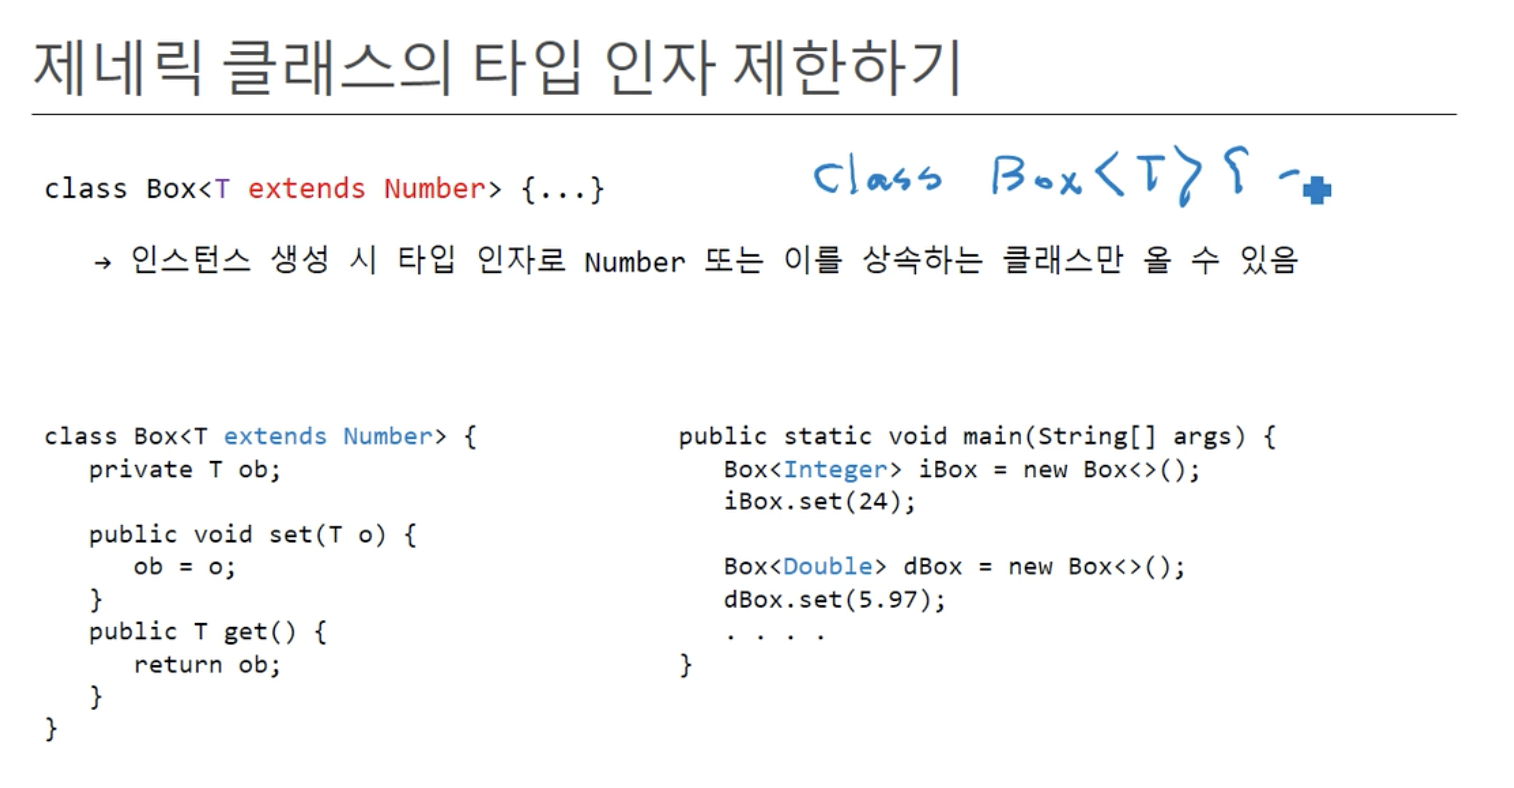 제네릭 클래스의 타입 인자 제한하기
class Box<T extends Number> {...}
class Box<T> {
→ 인스턴스 생성 시 타입 인자로 Number 또는 이를 상속하는 클래스만 올 수 있음
class Box<T extends Number> {
private T ob;
public void set(T o) {
ob = o;
}
public T get() {
return ob;
}
}
public static void main(String[] args) {
Box<Integer> iBox = new Box<>();
iBox.set(24);
Box<Double> dBox = new Box<>();
dBox.set(5.97);
. . . .
}